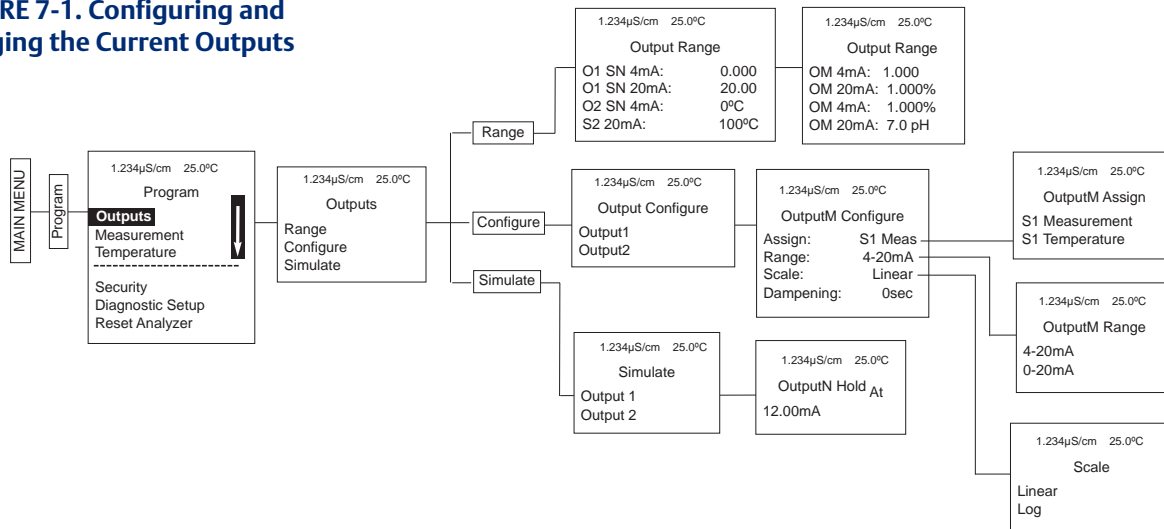 RE 7-1. Configuring and
ging the Current Outputs
MAIN MENU
Program
1.234µS/cm 25.0ºC
Program
Outputs
Measurement
Temperature
Security
Diagnostic Setup
Reset Analyzer
1.234µS/cm 25.0ºC
Outputs
Range
Configure
Simulate
Range
1.234µS/cm 25.0ºC
Output Range
O1 SN 4mA: 0.000
O1 SN 20mA: 20.00
O2 SN 4mA: 0ºC
S2 20mA: 100ºC
1.234µS/cm 25.0ºC
Output Range
OM 4mA: 1.000
OM 20mA: 1.000%
OM 4mA: 1.000%
OM 20mA: 7.0 pH
Configure
1.234µS/cm 25.0ºC
Output Configure
Output1
Output2
1.234µS/cm 25.0ºC
OutputM Configure
Assign: S1 Meas
Range: 4-20mA
Scale: Linear
Dampening: 0sec
1.234µS/cm 25.0ºC
OutputM Assign
S1 Measurement
S1 Temperature
1.234µS/cm 25.0ºC
OutputM Range
4-20mA
0-20mA
1.234µS/cm 25.0ºC
Scale
Linear
Log
Simulate
1.234µS/cm 25.0ºC
Simulate
Output 1
Output 2
1.234µS/cm 25.0ºC
OutputN Hold At
12.00mA